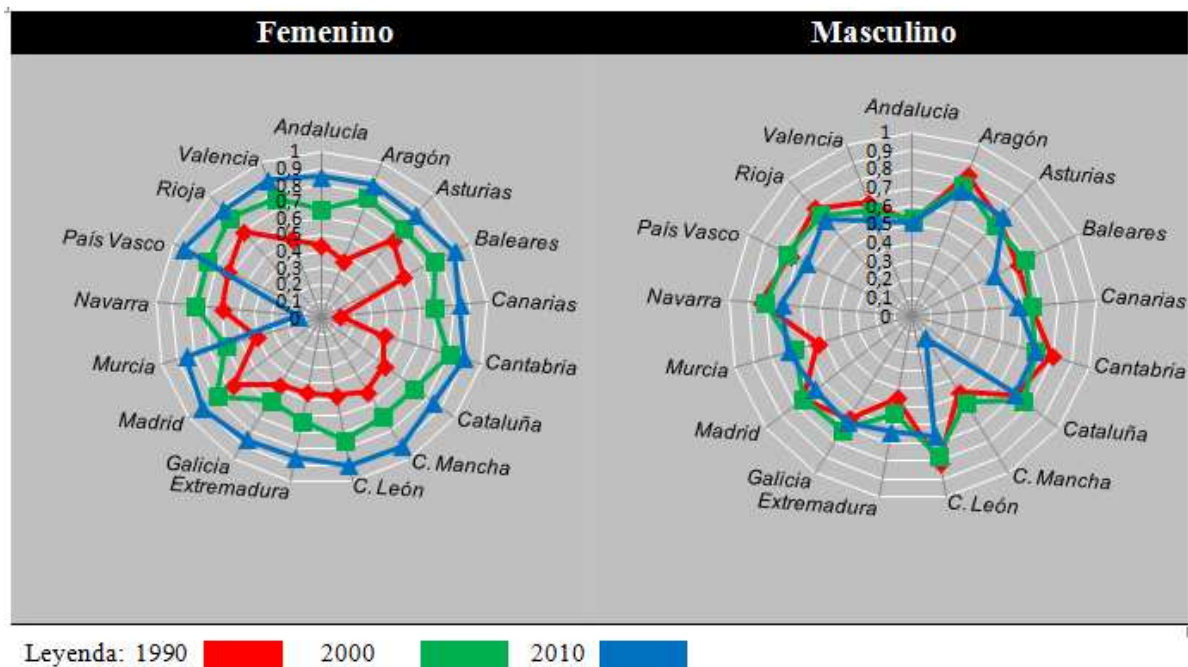 Femenino
Masculino
Andalucía
Aragón
Asturias
Baleares
Canarias
Cantabria
Cataluña
C. Mancha
C. León
Extremadura
Galicia
Madrid
Murcia
Navarra
País Vasco
Rioja
Valencia
1
0,9
0,8
0,7
0,6
0,5
0,4
0,3
0,2
0,1
0
Andalucía
Aragón
Asturias
Baleares
Canarias
Cantabria
Cataluña
C. Mancha
C. León
Extremadura
Galicia
Madrid
Murcia
Navarra
País Vasco
Rioja
Valencia
1
0,9
0,8
0,7
0,6
0,5
0,4
0,3
0,2
0,1
0
Leyenda: 1990 2000 2010